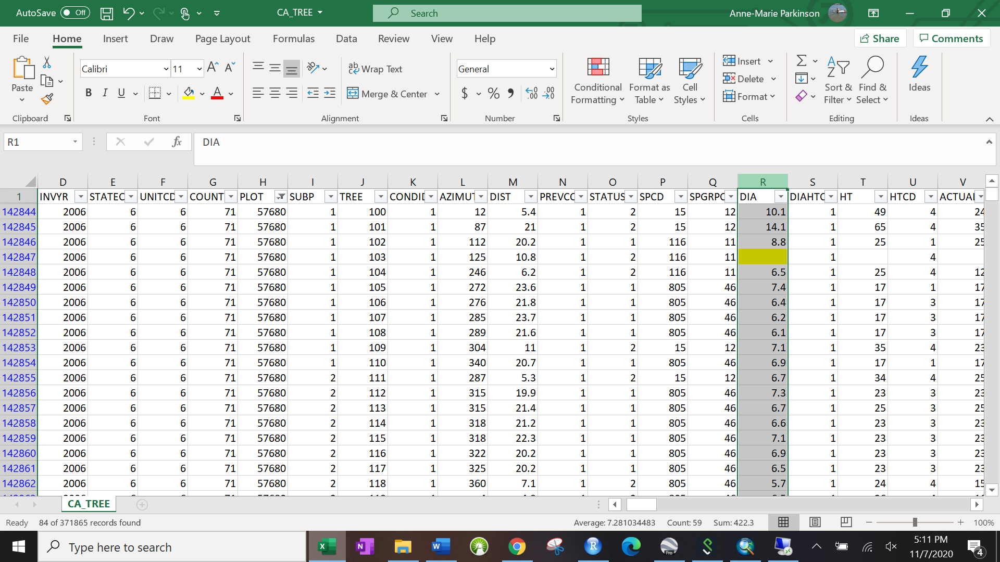 AutoSave Off CA_TREE Search Anne-Marie Parkinson
File Home Insert Draw Page Layout Formulas Data Review View Help Share Comments
Calibri 11 ab Wrap Text General Insert
Paste Conditional Format as Cell Delete Sort & Find & Ideas
B I U Merge & Center $ % Formatting Table Styles Format Filter Select
Clipboard Font Alignment Number Styles Cells Editing Ideas
R1 fx DIA
D E F G H I J K L M N O P Q R S T U V
1 INVYR STATEC UNITCD COUNT PLOT SUBP TREE CONDID AZIMUT DIST PREVCC STATUS SPCD SPGRPC DIA DIAHTC HT HTCD ACTUAL
142844 2006 6 6 71 57680 1 100 1 12 5.4 1 2 15 12 10.1 1 49 4 24
142845 2006 6 6 71 57680 1 101 1 87 21 1 2 15 12 14.1 1 65 4 35
142846 2006 6 6 71 57680 1 102 1 112 20.2 1 1 116 11 8.8 1 25 1 25
142847 2006 6 6 71 57680 1 103 1 125 10.8 1 2 116 11 1 4
142848 2006 6 6 71 57680 1 104 1 246 6.2 1 2 116 11 6.5 1 25 4 12
142849 2006 6 6 71 57680 1 105 1 272 23.6 1 1 805 46 7.4 1 17 1 17
142850 2006 6 6 71 57680 1 106 1 276 21.8 1 1 805 46 6.4 1 17 3 17
142851 2006 6 6 71 57680 1 107 1 285 23.7 1 1 805 46 6.2 1 17 3 17
142852 2006 6 6 71 57680 1 108 1 289 21.6 1 1 805 46 6.1 1 17 3 17
142853 2006 6 6 71 57680 1 109 1 304 11 1 2 15 12 7.1 1 35 4 23
142854 2006 6 6 71 57680 1 110 1 340 20.7 1 1 805 46 6.9 1 17 1 17
142855 2006 6 6 71 57680 2 111 1 287 5.3 1 2 15 12 6.7 1 34 4 25
142856 2006 6 6 71 57680 2 112 1 315 19.9 1 1 805 46 7.3 1 23 3 23
142857 2006 6 6 71 57680 2 113 1 315 21.4 1 1 805 46 6.7 1 25 3 25
142858 2006 6 6 71 57680 2 114 1 318 21.2 1 1 805 46 6.6 1 23 3 23
142859 2006 6 6 71 57680 2 115 1 318 22.3 1 1 805 46 7.1 1 23 3 23
142860 2006 6 6 71 57680 2 116 1 322 20.2 1 1 805 46 6.9 1 23 3 23
142861 2006 6 6 71 57680 2 117 1 325 20.2 1 1 805 46 6.5 1 23 3 23
142862 2006 6 6 71 57680 2 118 1 360 7.1 1 2 805 46 5.7 1 24 4 15
CA_TREE
Ready 84 of 371865 records found Average: 7.281034483 Count: 59 Sum: 422.3 100%
Type here to search 5:11 PM
11/7/2020 4